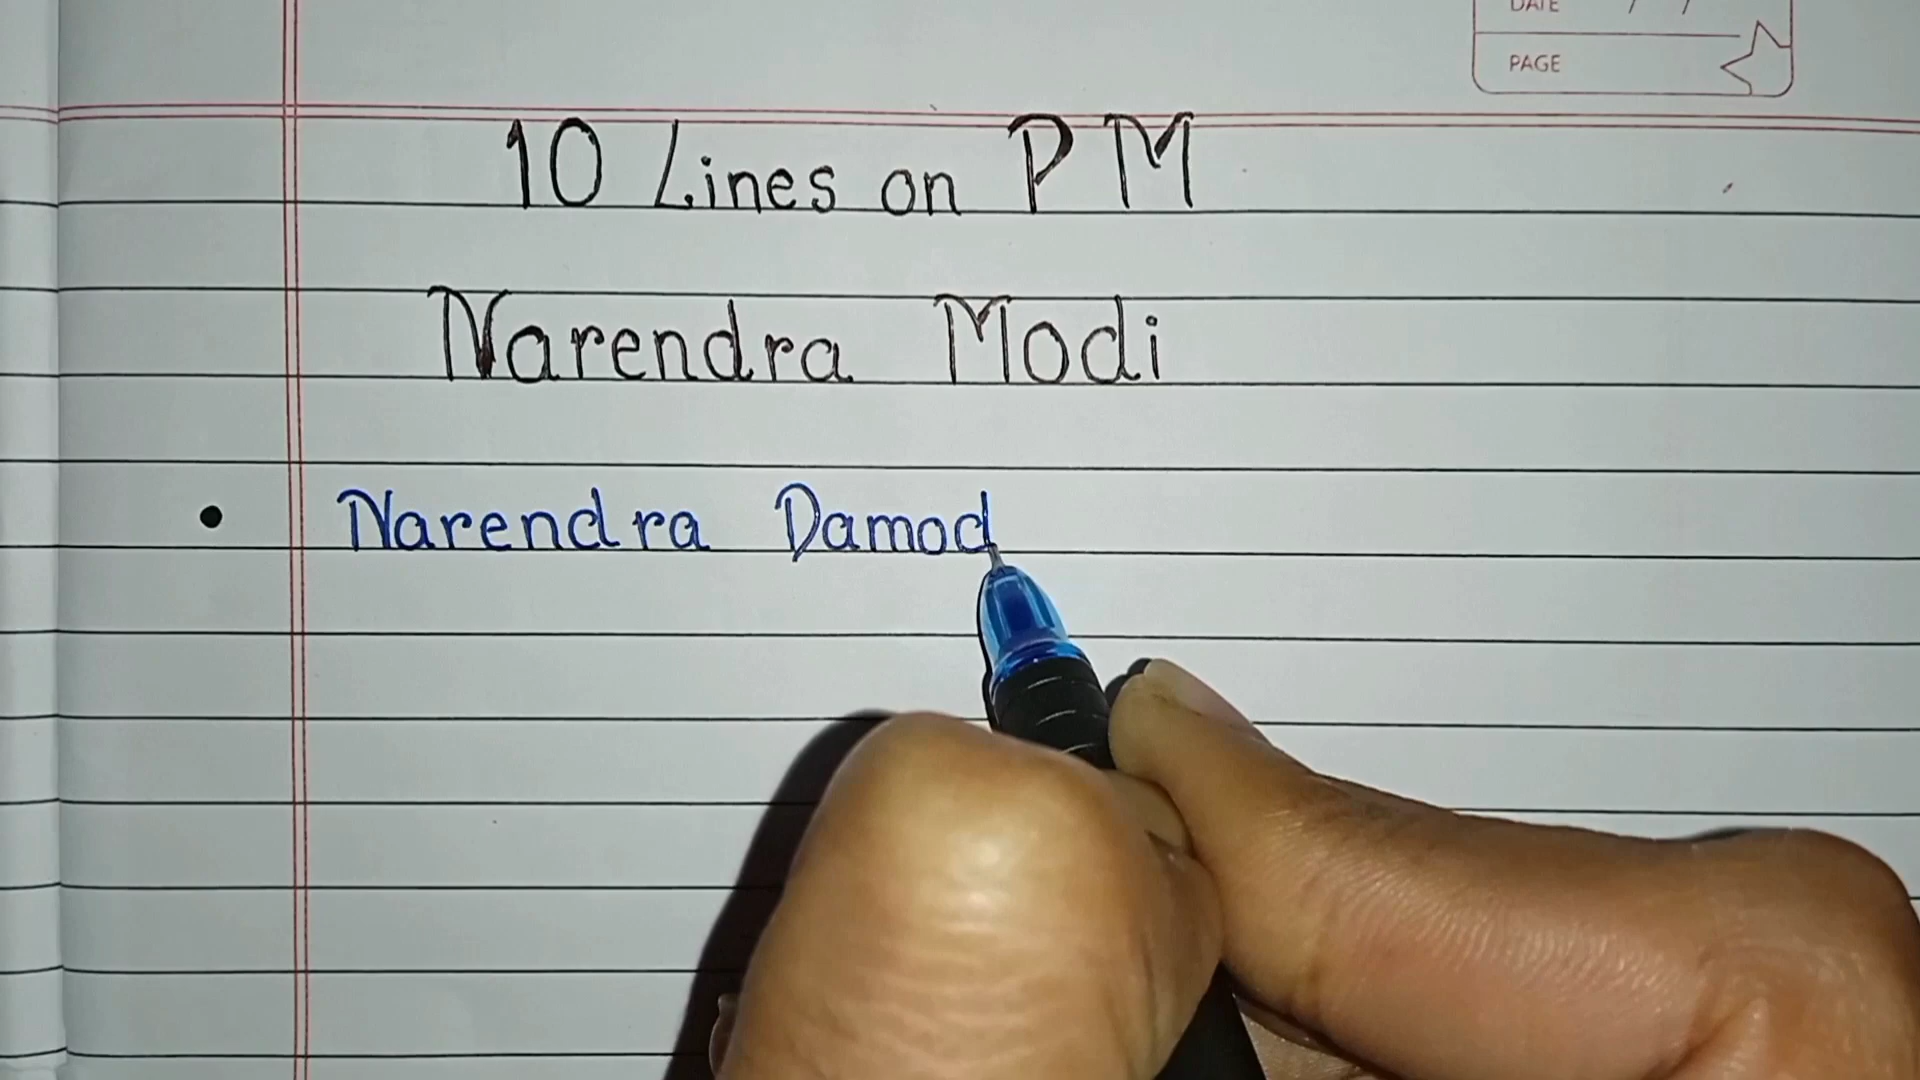 DATE / /
PAGE
10 Lines on PM
Narendra Modi
• Narendra Damod